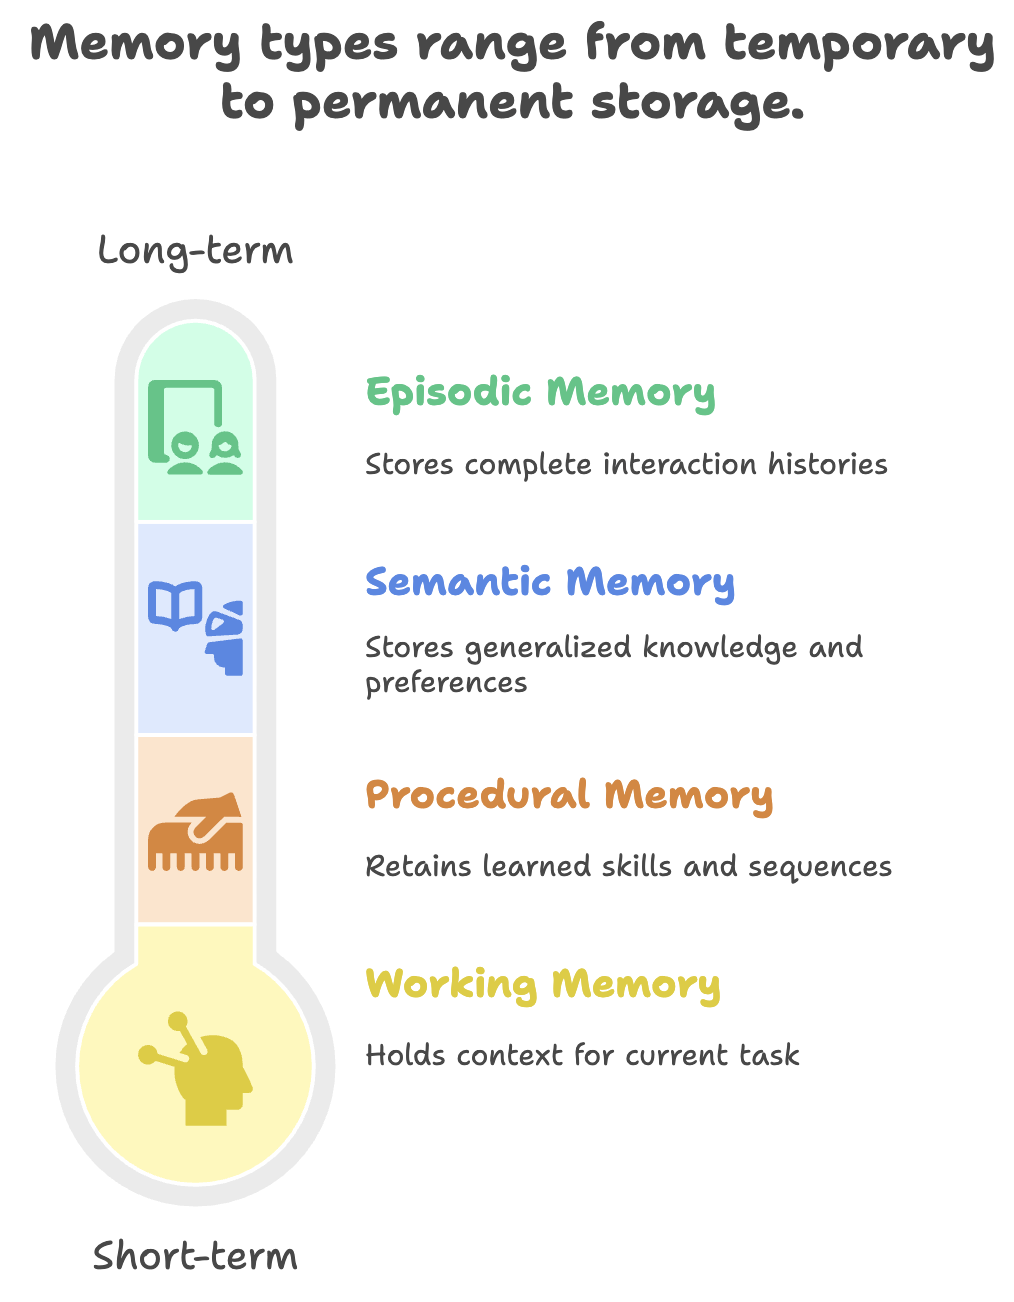 Memory types range from temporary
to permanent storage.
Long-term
Episodic Memory
Stores complete interaction histories
Semantic Memory
Stores generalized knowledge and
preferences
Procedural Memory
Retains learned skills and sequences
Working Memory
Holds context for current task
Short-term